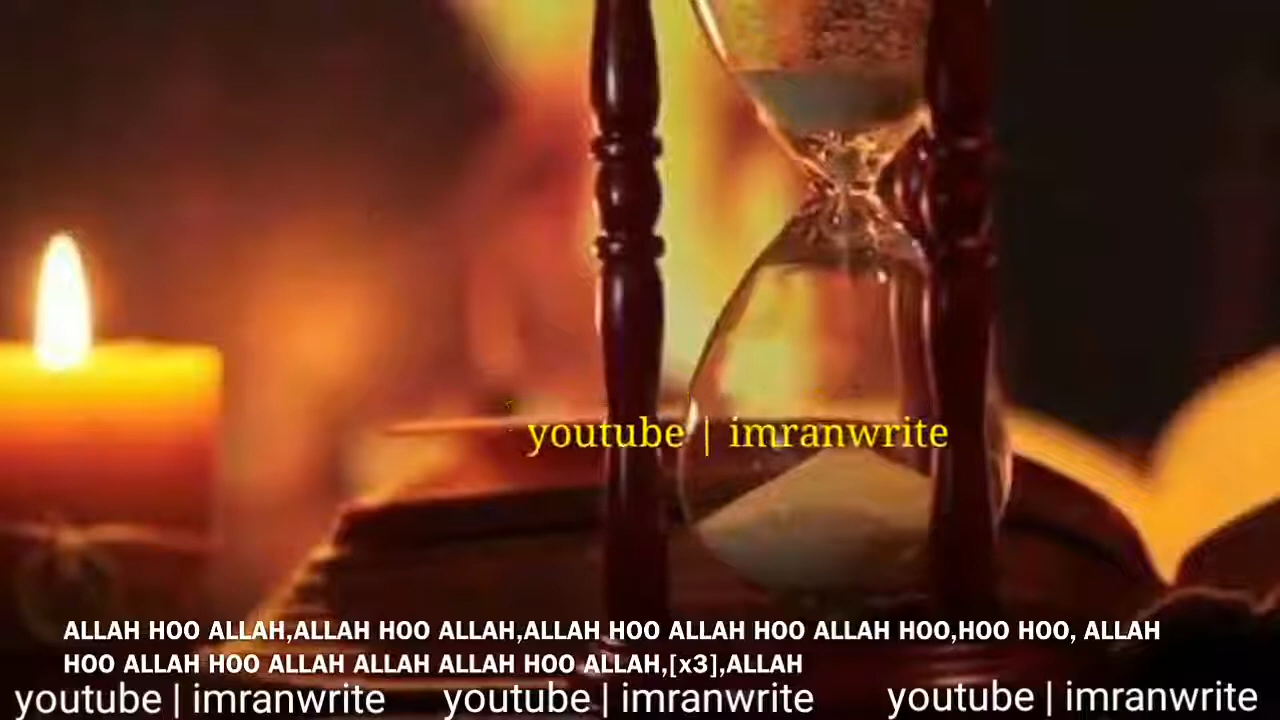 youtube | imranwrite
ALLAH HOO ALLAH,ALLAH HOO ALLAH,ALLAH HOO ALLAH HOO ALLAH HOO,HOO HOO, ALLAH
HOO ALLAH HOO ALLAH ALLAH ALLAH HOO ALLAH,[x3],ALLAH
youtube | imranwrite youtube | imranwrite youtube | imranwrite